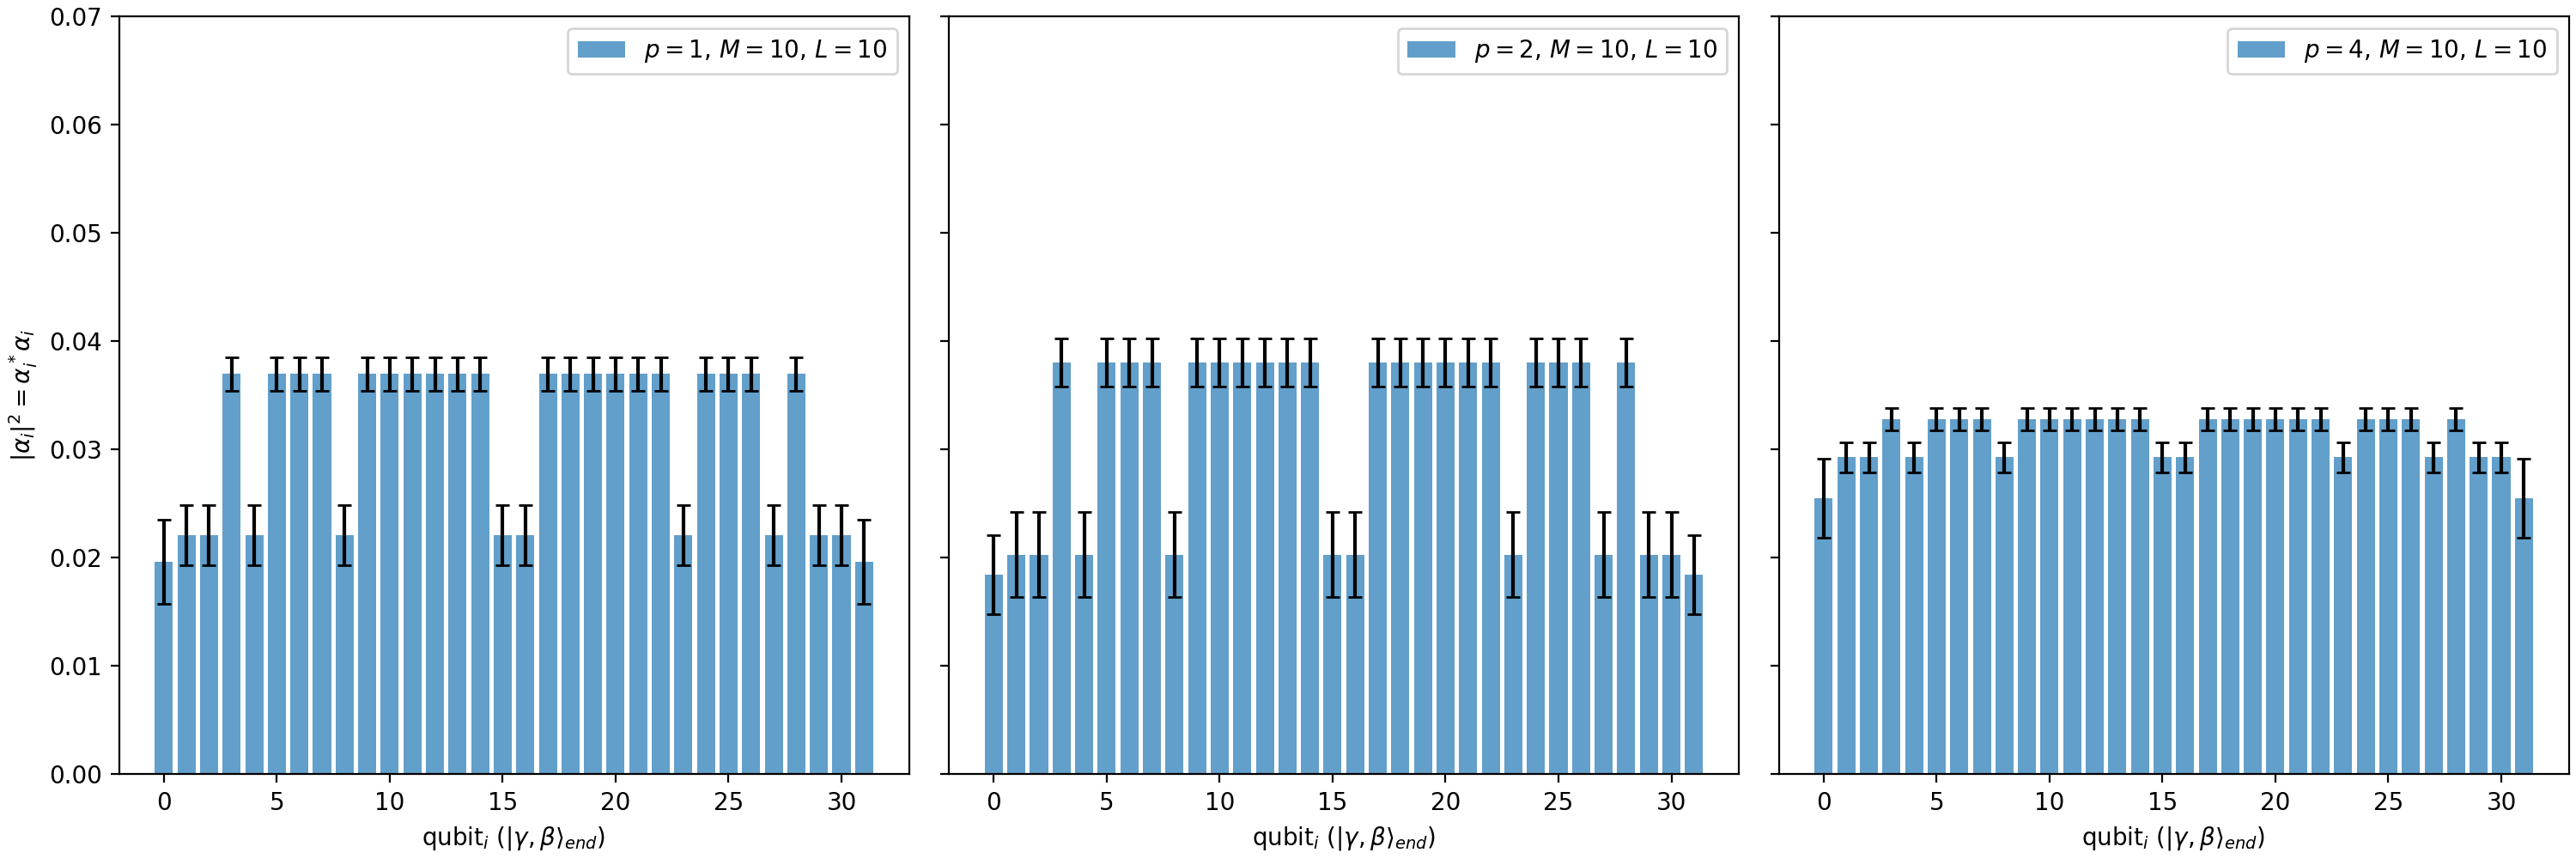 p = 1, M = 10, L = 10
p = 2, M = 10, L = 10
p = 4, M = 10, L = 10
|αᵢ|² = αᵢ*αᵢ
0.07
0.06
0.05
0.04
0.03
0.02
0.01
0.00
0 5 10 15 20 25 30
0 5 10 15 20 25 30
0 5 10 15 20 25 30
qubitᵢ (|γ, β⟩ₑₙd)
qubitᵢ (|γ, β⟩ₑₙd)
qubitᵢ (|γ, β⟩ₑₙd)